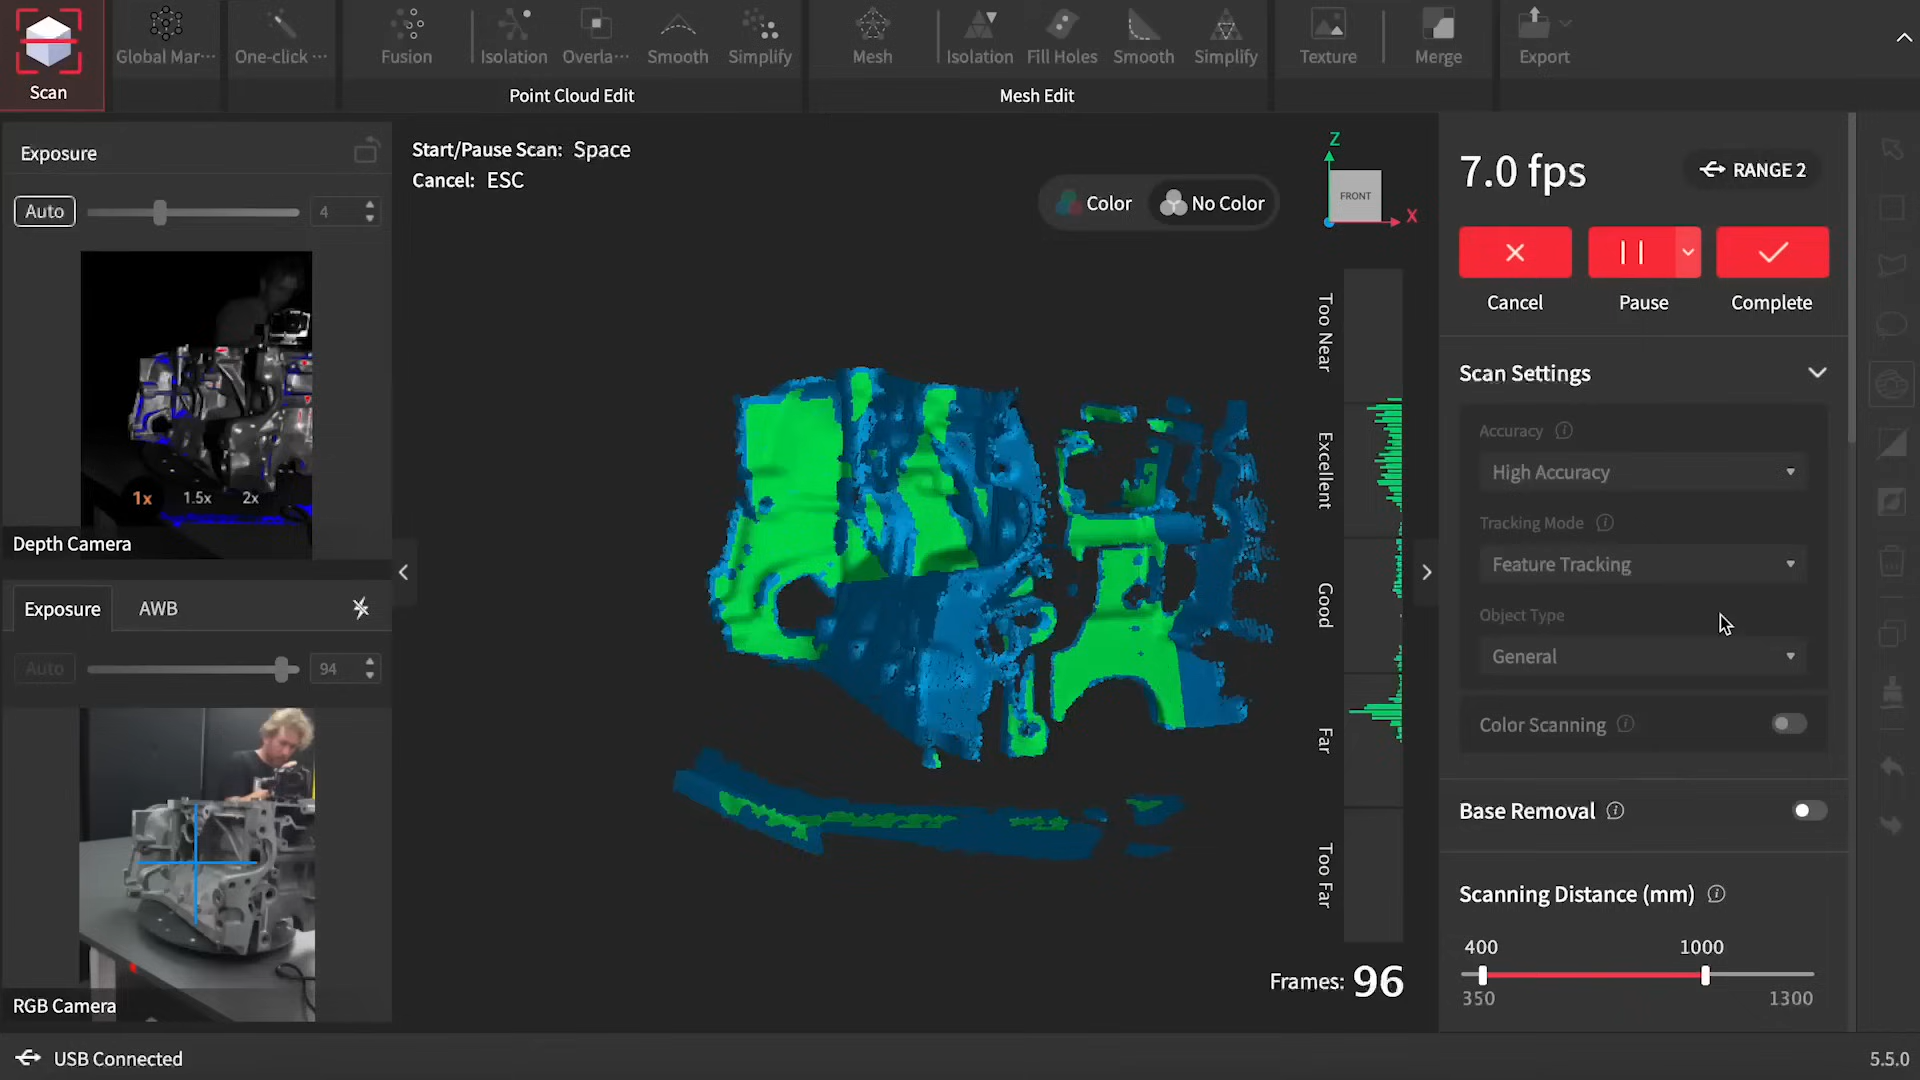 Scan
Global Mar···
One-click ···
Fusion
Isolation
Overla···
Smooth
Simplify
Point Cloud Edit
Mesh
Isolation
Fill Holes
Smooth
Simplify
Mesh Edit
Texture
Merge
Export
Exposure
Auto
4
1x 1.5x 2x
Depth Camera
Exposure
AWB
Auto
94
RGB Camera
Start/Pause Scan: Space
Cancel: ESC
Color
No Color
Z
FRONT
X
Too Near
Excellent
Good
Far
Too Far
Frames: 96
7.0 fps
RANGE 2
Cancel
Pause
Complete
Scan Settings
Accuracy
High Accuracy
Tracking Mode
Feature Tracking
Object Type
General
Color Scanning
Base Removal
Scanning Distance (mm)
400 1000
350 1300
USB Connected
5.5.0